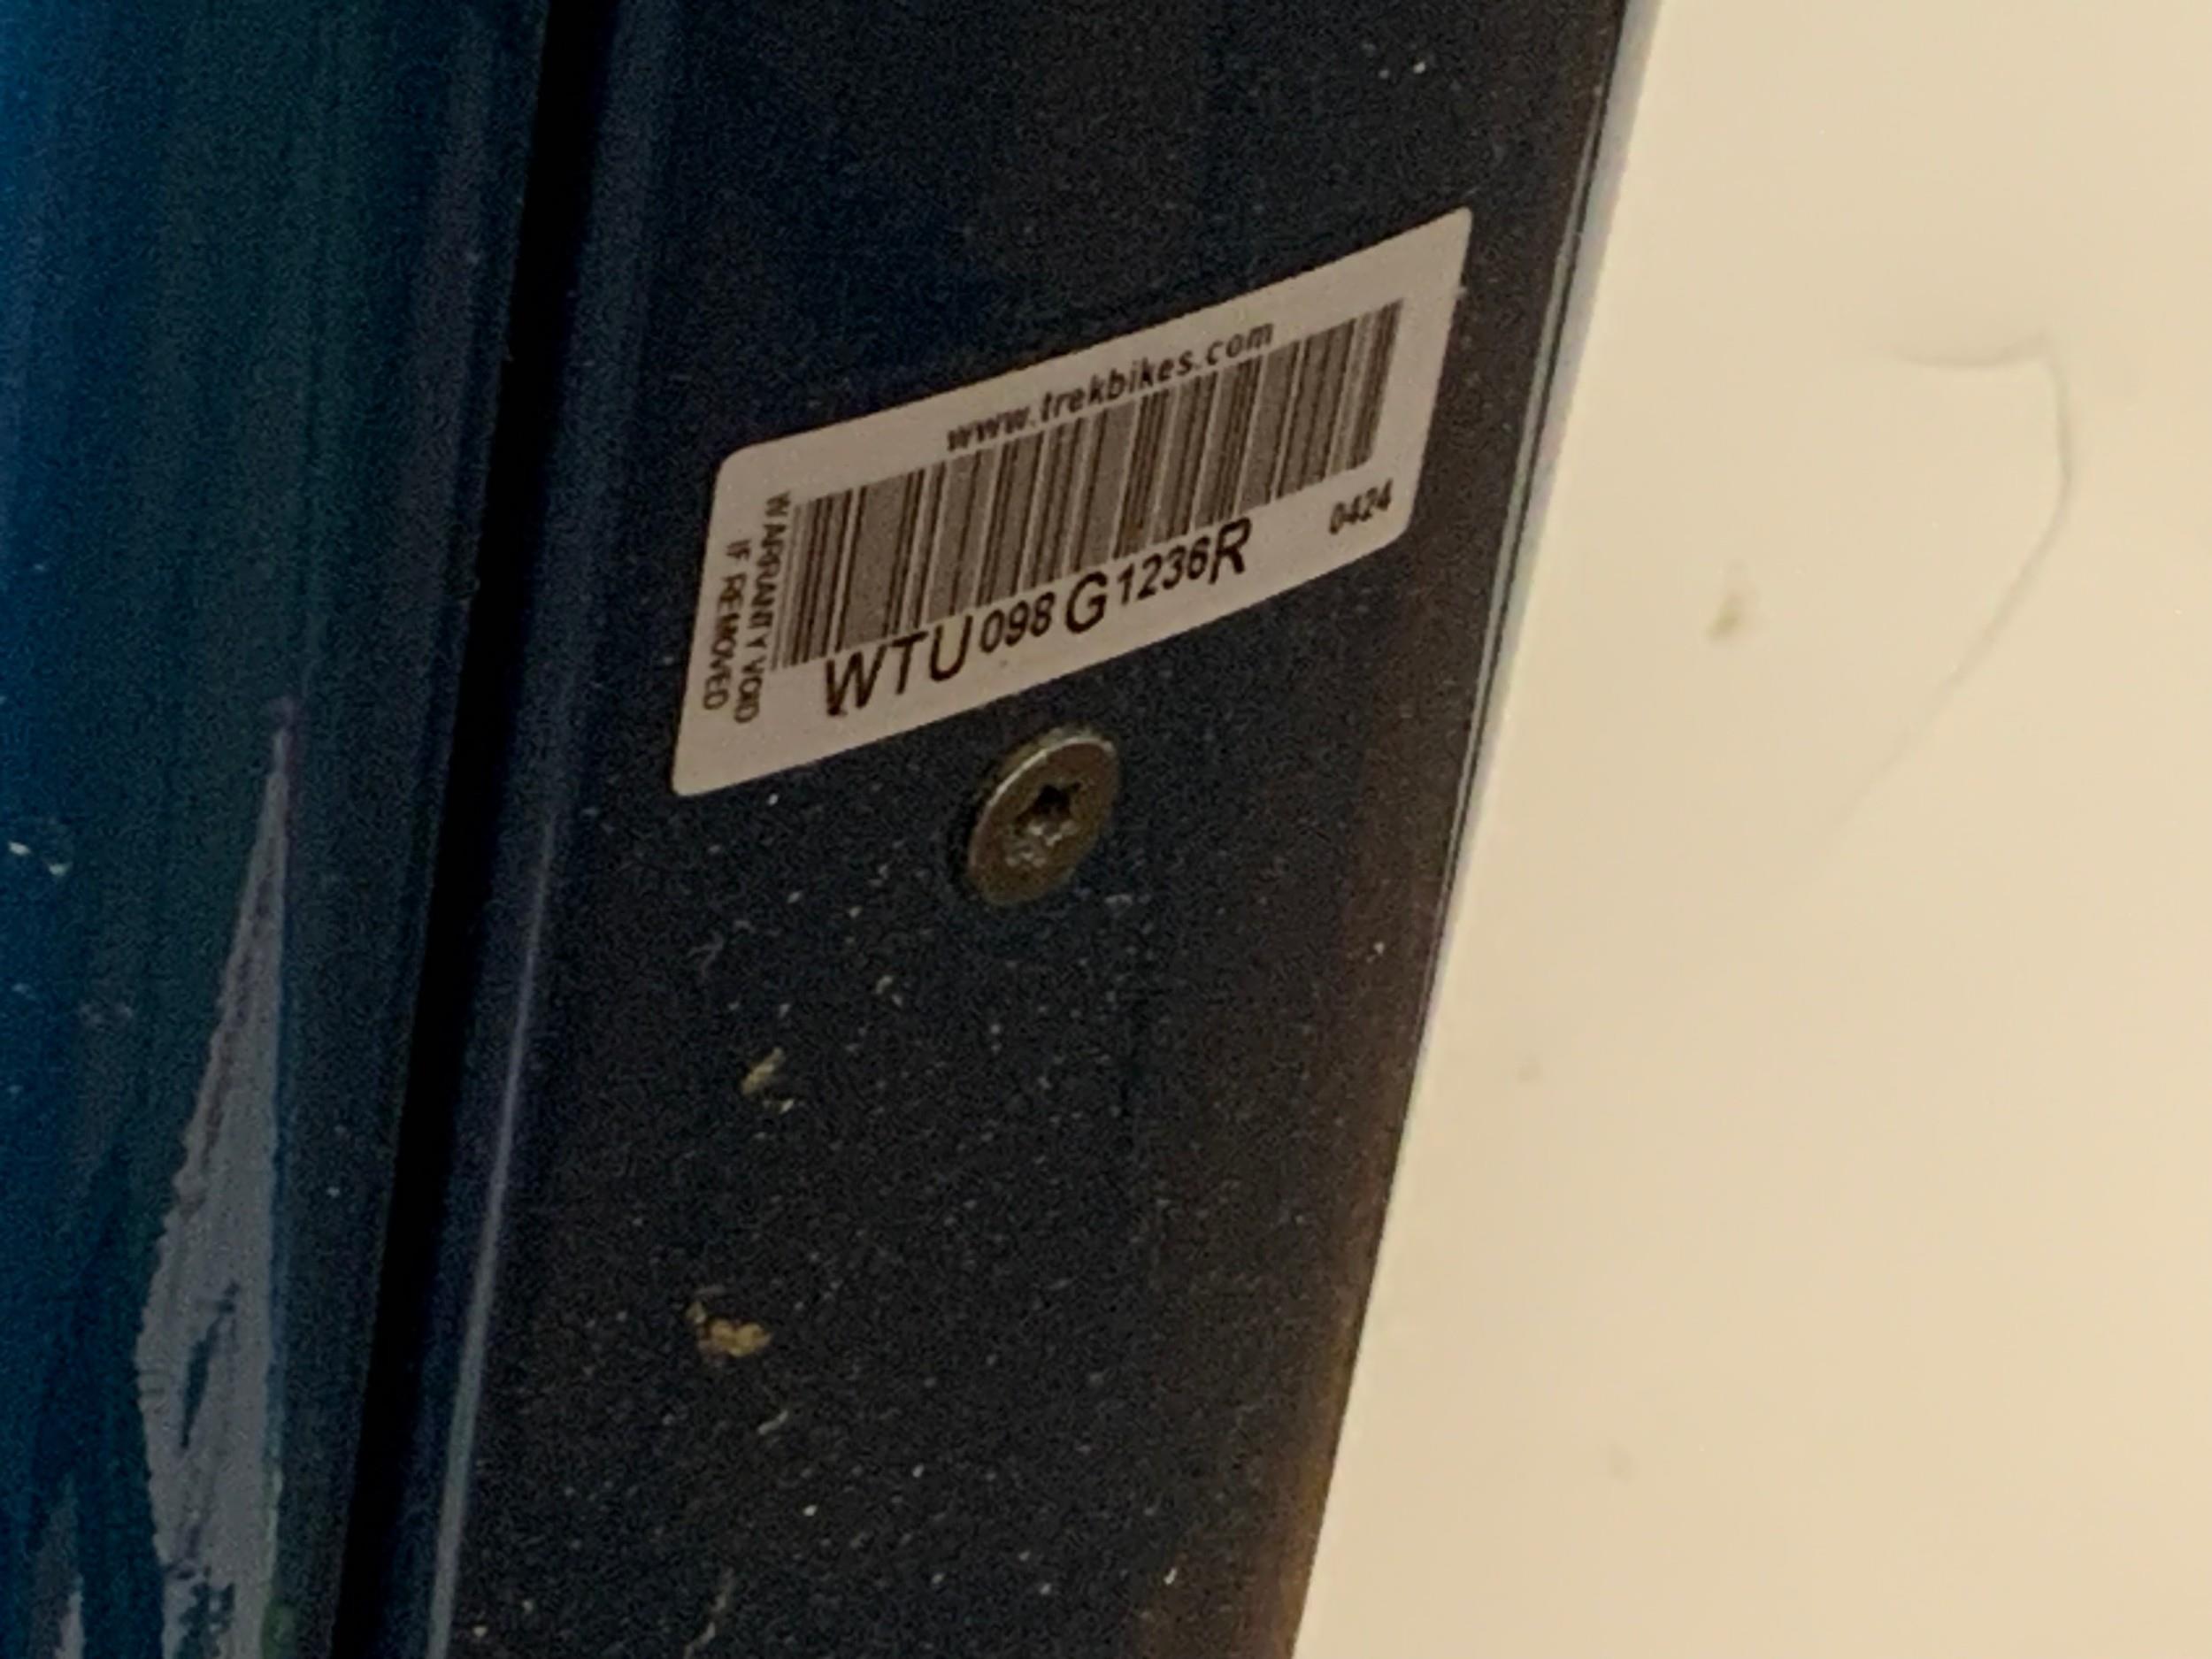 www.trekbikes.com
WTU098G1236R
0424
WARRANTY VOID
IF REMOVED